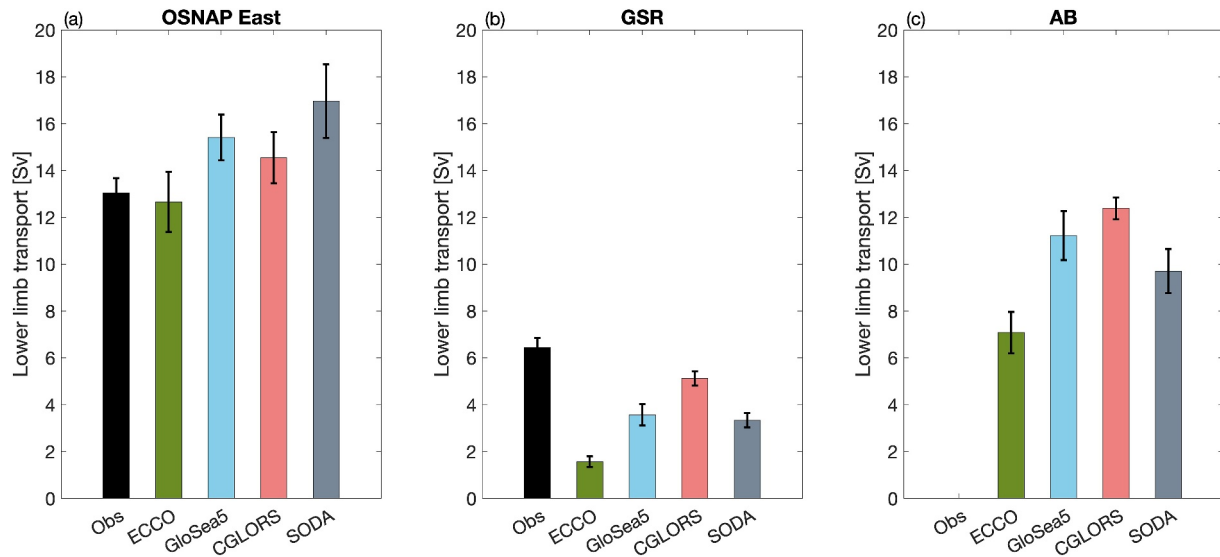 (a) OSNAP East
Lower limb transport [Sv]
20
18
16
14
12
10
8
6
4
2
0
Obs
ECCO
GloSea5
CGLORS
SODA
(b) GSR
Lower limb transport [Sv]
20
18
16
14
12
10
8
6
4
2
0
Obs
ECCO
GloSea5
CGLORS
SODA
(c) AB
Lower limb transport [Sv]
20
18
16
14
12
10
8
6
4
2
0
Obs
ECCO
GloSea5
CGLORS
SODA